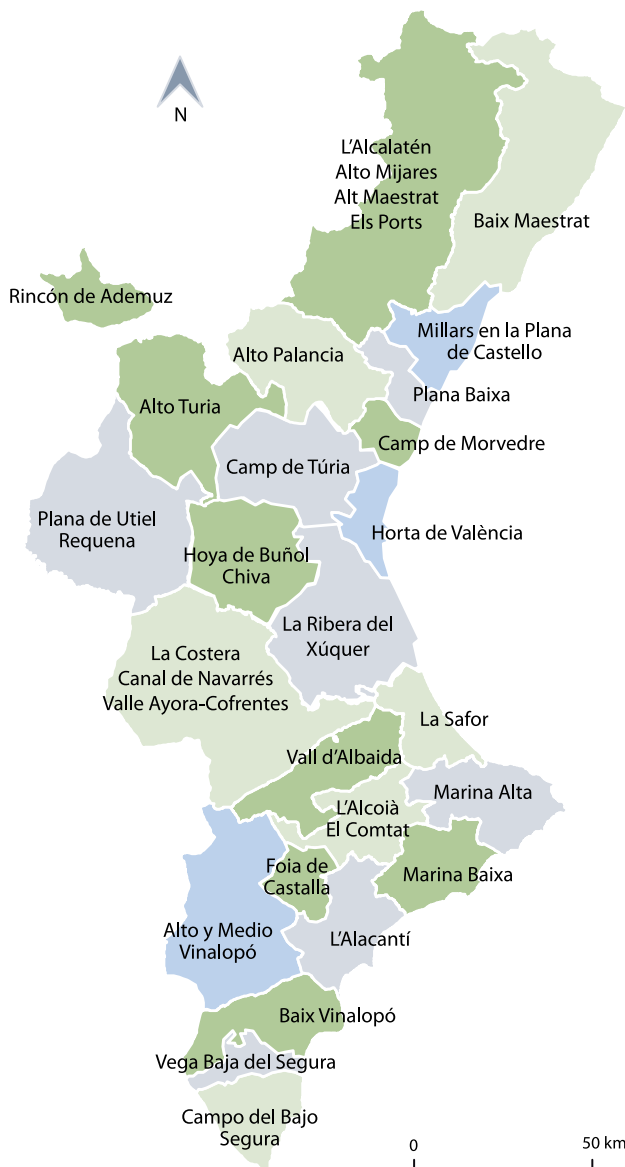 N
L'Alcalatén
Alto Mijares
Alt Maestrat
Els Ports
Baix Maestrat
Rincón de Ademuz
Millars en la Plana
de Castello
Alto Palancia
Plana Baixa
Alto Turia
Camp de Morvedre
Camp de Túria
Plana de Utiel
Requena
Horta de València
Hoya de Buñol
Chiva
La Ribera del
Xúquer
La Costera
Canal de Navarrés
Valle Ayora-Cofrentes
La Safor
Vall d'Albaida
Marina Alta
L'Alcoià
El Comtat
Foia de
Castalla
Marina Baixa
Alto y Medio
Vinalopó
L'Alacantí
Baix Vinalopó
Vega Baja del Segura
Campo del Bajo
Segura
0 50 km